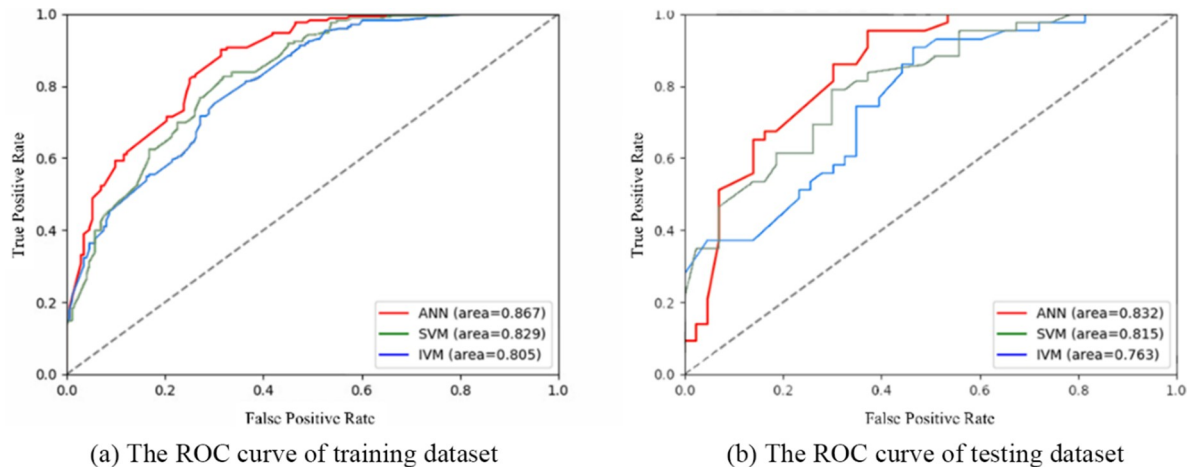 1.0
0.8
0.6
0.4
0.2
0.0
True Positive Rate
ANN (area=0.867)
SVM (area=0.829)
IVM (area=0.805)
0.0 0.2 0.4 0.6 0.8 1.0
False Positive Rate
(a) The ROC curve of training dataset
1.0
0.8
0.6
0.4
0.2
0.0
True Positive Rate
ANN (area=0.832)
SVM (area=0.815)
IVM (area=0.763)
0.0 0.2 0.4 0.6 0.8 1.0
False Positive Rate
(b) The ROC curve of testing dataset